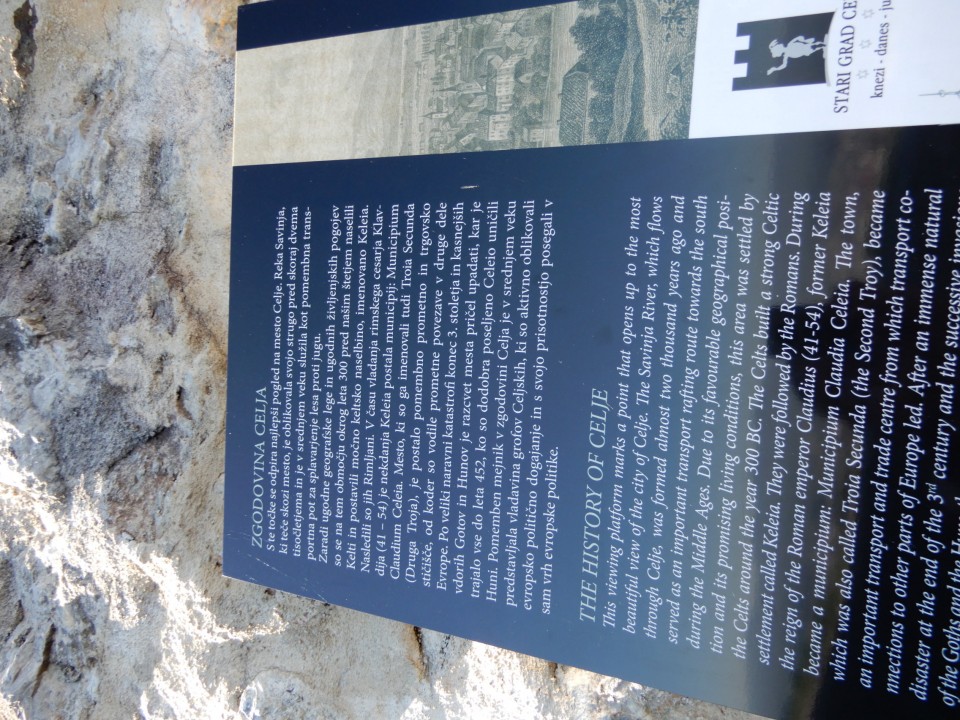 STARI GRAD CE
knezi - danes - ju
ZGODOVINA CELJA
S te točke se odpira najlepši pogled na mesto Celje. Reka Savinja,
ki teče skozi mesto, je oblikovala svojo strugo pred skoraj dvema
tisočletjema in je v srednjem veku služila kot pomembna trans-
portna pot za splavarjenje lesa proti jugu.
Zaradi ugodne geografske lege in ugodnih življenjskih pogojev
so se na tem območju okrog leta 300 pred našim štetjem naselili
Kelti in postavili močno keltsko naselbino, imenovano Keleia.
Nasledili so jih Rimljani. V času vladanja rimskega cesarja Klav-
dija (41 – 54) je nekdanja Keleia postala municipij: Municipium
Claudium Celeia. Mesto, ki so ga imenovali tudi Troia Secunda
(Druga Troja), je postalo pomembno prometno in trgovsko
stičišče, od koder so vodile prometne povezave v druge dele
Evrope. Po veliki naravni katastrofi konec 3. stoletja in kasnejših
vdorih Gotov in Hunov je razcvet mesta pričel upadati, kar je
trajalo vse do leta 452, ko so dodobra poseljeno Celeio uničili
Huni. Pomemben mejnik v zgodovini Celja je v srednjem veku
predstavljala vladavina grofov Celjskih, ki so aktivno oblikovali
evropsko politično dogajanje in s svojo prisotnostjo posegali v
sam vrh evropske politike.
THE HISTORY OF CELJE
This viewing platform marks a point that opens up to the most
beautiful view of the city of Celje. The Savinja River, which flows
through Celje, was formed almost two thousand years ago and
served as an important transport rafting route towards the south
during the Middle Ages. Due to its favourable geographical posi-
tion and its promising living conditions, this area was settled by
the Celts around the year 300 BC. The Celts built a strong Celtic
settlement called Keleia. They were followed by the Romans. During
the reign of the Roman emperor Claudius (41-54), former Keleia
became a municipium: Municipium Claudia Celeia. The town,
which was also called Troia Secunda (the Second Troy), became
an important transport and trade centre from which transport co-
nnections to other parts of Europe led. After an immense natural
disaster at the end of the 3rd century and the successive invasions
of the Goths and the